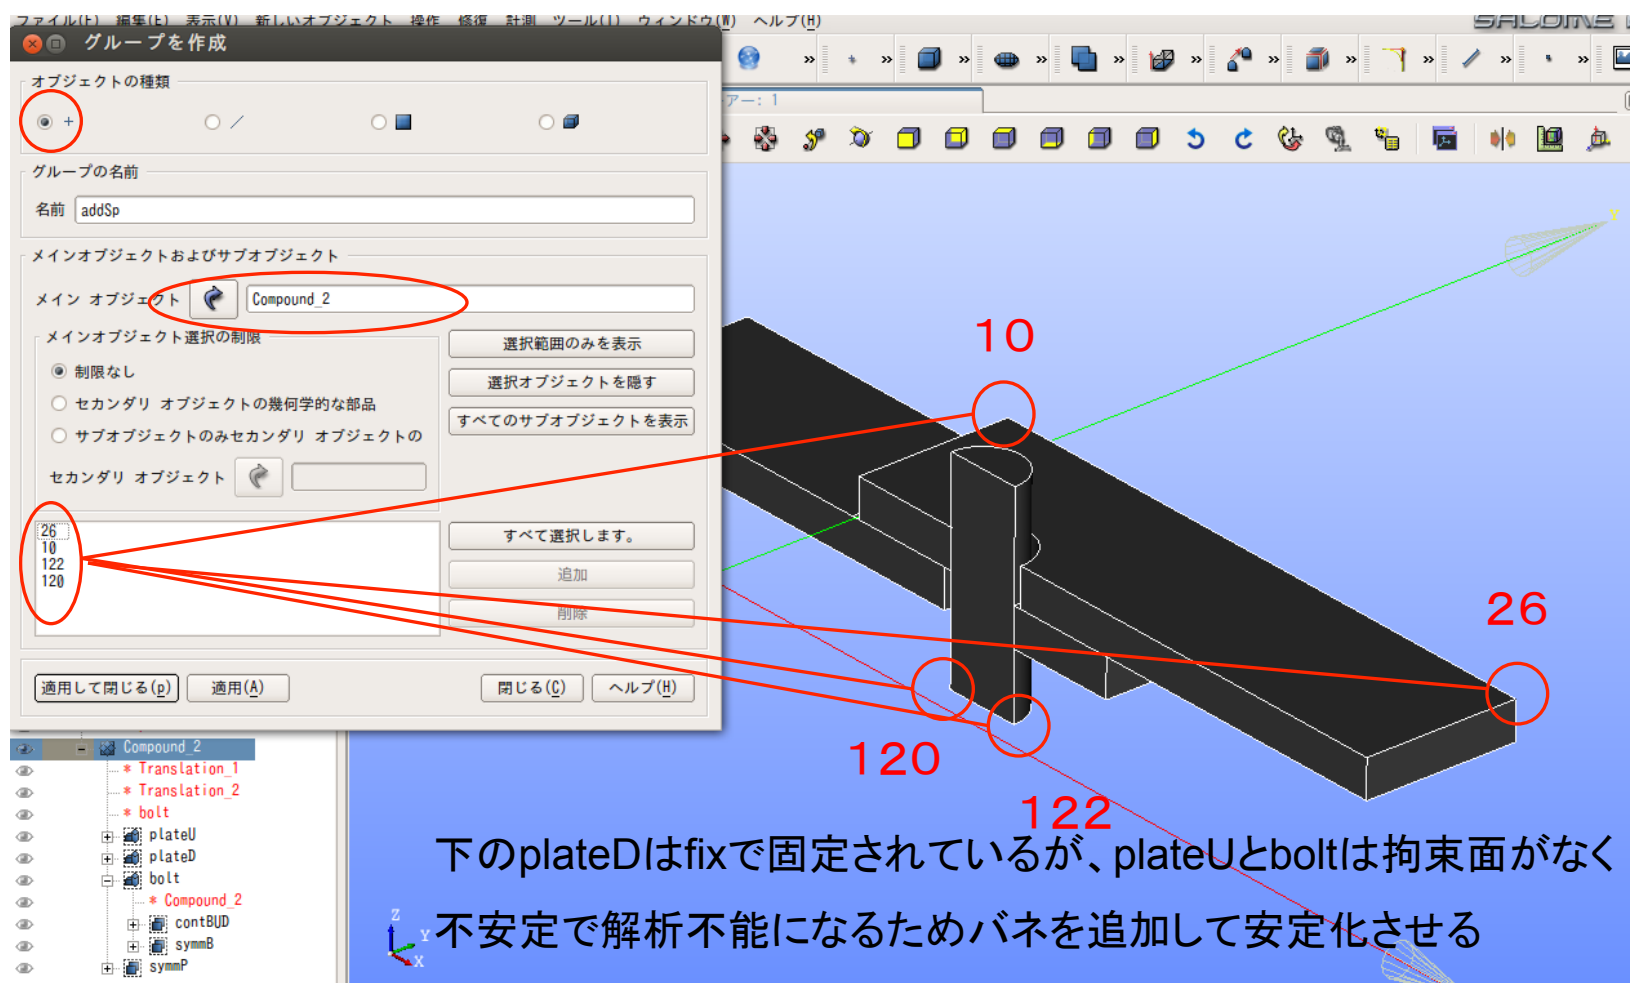 ファイル(F) 編集(E) 表示(V) 新しいオブジェクト 操作 修復 計測 ツール(T) ウィンドウ(W) ヘルプ(H)
SALOME
グループを作成
オブジェクトの種類
アー: 1
グループの名前
名前 addSp
メインオブジェクトおよびサブオブジェクト
メイン オブジェクト Compound_2
メインオブジェクト選択の制限
選択範囲のみを表示
制限なし
選択オブジェクトを隠す
セカンダリ オブジェクトの幾何学的な部品
すべてのサブオブジェクトを表示
サブオブジェクトのみセカンダリ オブジェクトの
セカンダリ オブジェクト
26
10
122
120
すべて選択します。
追加
削除
適用して閉じる(p) 適用(A) 閉じる(C) ヘルプ(H)
Y
10
26
120
122
Compound_2
* Translation_1
* Translation_2
* bolt
plateU
plateD
bolt
* Compound_2
contBUD
symmB
symmP
下のplateDはfixで固定されているが、plateUとboltは拘束面がなく
不安定で解析不能になるためバネを追加して安定化させる
Z
Y
X